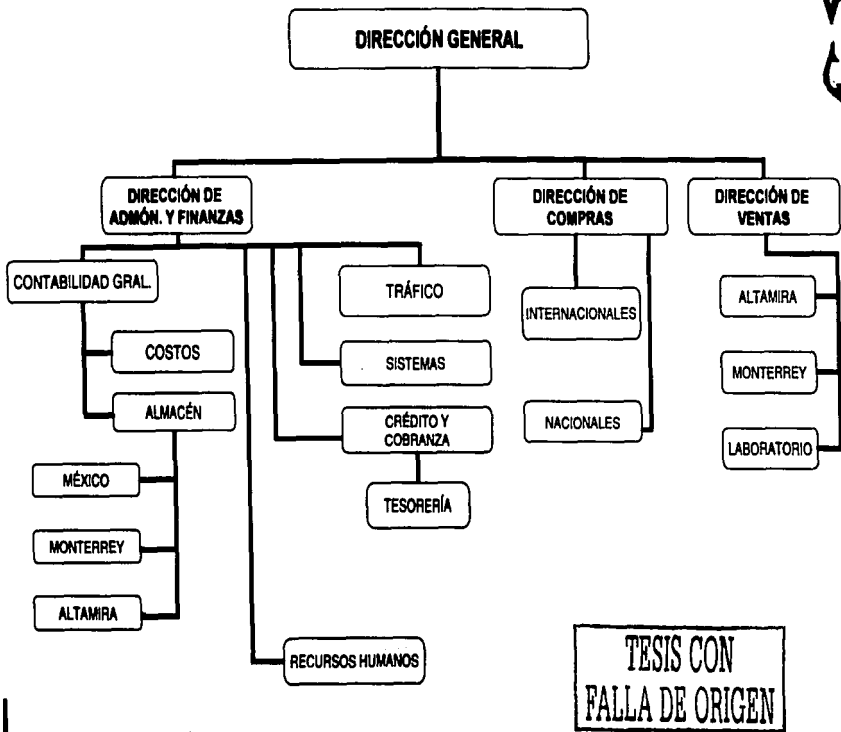 DIRECCIÓN GENERAL
DIRECCIÓN DE
ADMÓN. Y FINANZAS
DIRECCIÓN DE
COMPRAS
DIRECCIÓN DE
VENTAS
CONTABILIDAD GRAL.
COSTOS
ALMACÉN
MÉXICO
MONTERREY
ALTAMIRA
TRÁFICO
SISTEMAS
CRÉDITO Y
COBRANZA
TESORERÍA
RECURSOS HUMANOS
INTERNACIONALES
NACIONALES
ALTAMIRA
MONTERREY
LABORATORIO
TESIS CON
FALLA DE ORIGEN